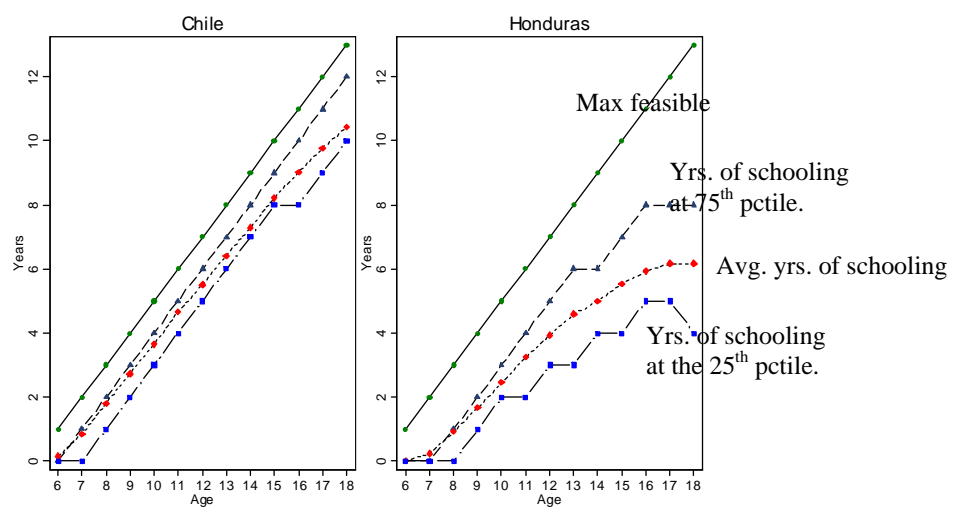 Chile
Honduras
12
10
8
6
4
2
0
Years
6 7 8 9 10 11 12 13 14 15 16 17 18
Age
12
10
8
6
4
2
0
Years
6 7 8 9 10 11 12 13 14 15 16 17 18
Age
Max feasible
Yrs. of schooling
at 75th pctile.
Avg. yrs. of schooling
Yrs. of schooling
at the 25th pctile.